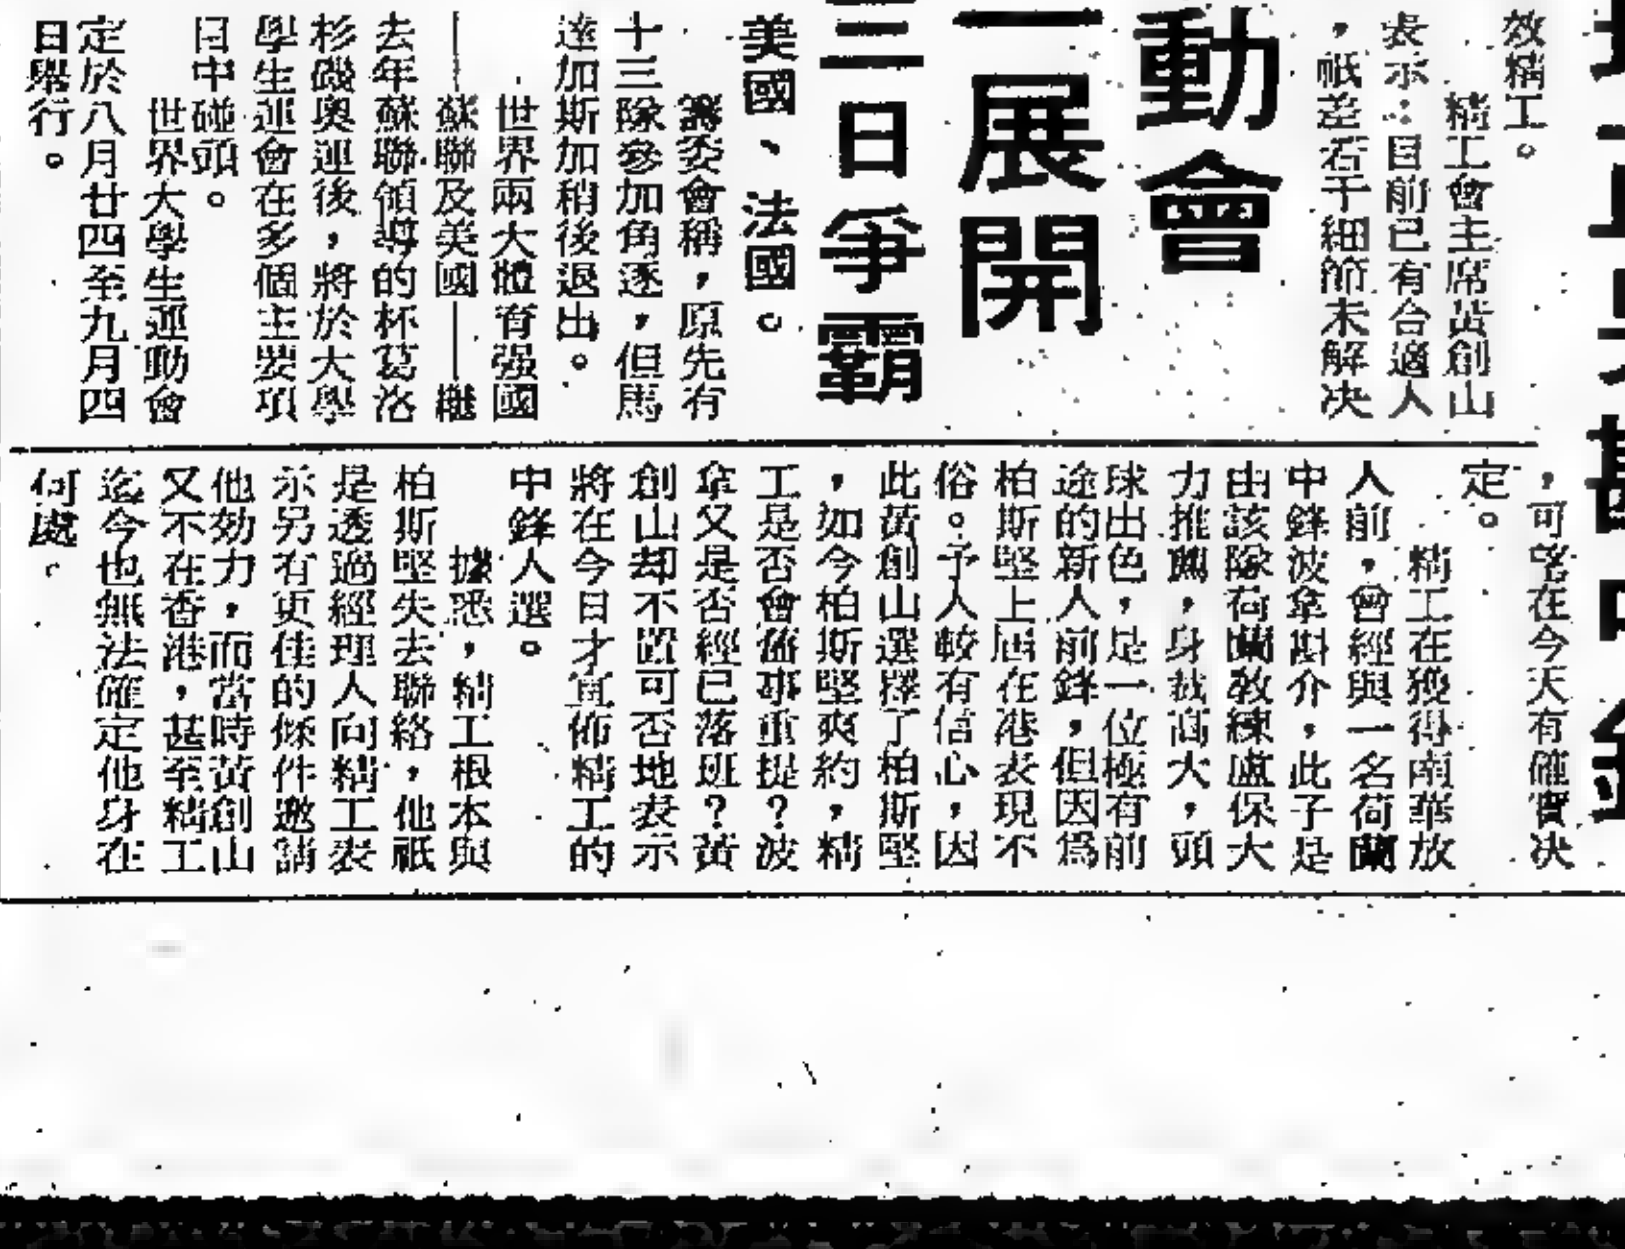 效精工。
精工會主席黃創山
表示：目前已有合適人
，祇差若干細節未解決
，可望在今天有確實決
定。
精工在獲得南華放
人前，曾經與一名荷蘭
中鋒波拿斟介，此子是
由該隊荷蘭教練盧保大
力推薦，身裁高大，頭
球出色，是一位極有前
途的新人前鋒，但因爲
柏斯堅上屆在港表現不
俗。予人較有信心，因
此黃創山選擇了柏斯堅
，如今柏斯堅爽約，精
工是否會舊事重提？波
拿又是否經已落班？黃
創山却不置可否地表示
將在今日才宣佈精工的
中鋒人選。
據悉，精工根本與
柏斯堅失去聯絡，他祇
是透過經理人向精工表
示另有更佳的條件邀請
他効力，而當時黃創山
又不在香港，甚至精工
迄今也無法確定他身在
何處。
動會
一展開
三日爭霸
美國、法國。
籌委會稱，原先有
十三隊參加角逐，但馬
達加斯加稍後退出。
世界兩大體育强國
——蘇聯及美國——繼
去年蘇聯領導的杯葛洛
杉磯奧運後，將於大學
學生運會在多個主要項
目中碰頭。
世界大學生運動會
定於八月廿四至九月四
日舉行。